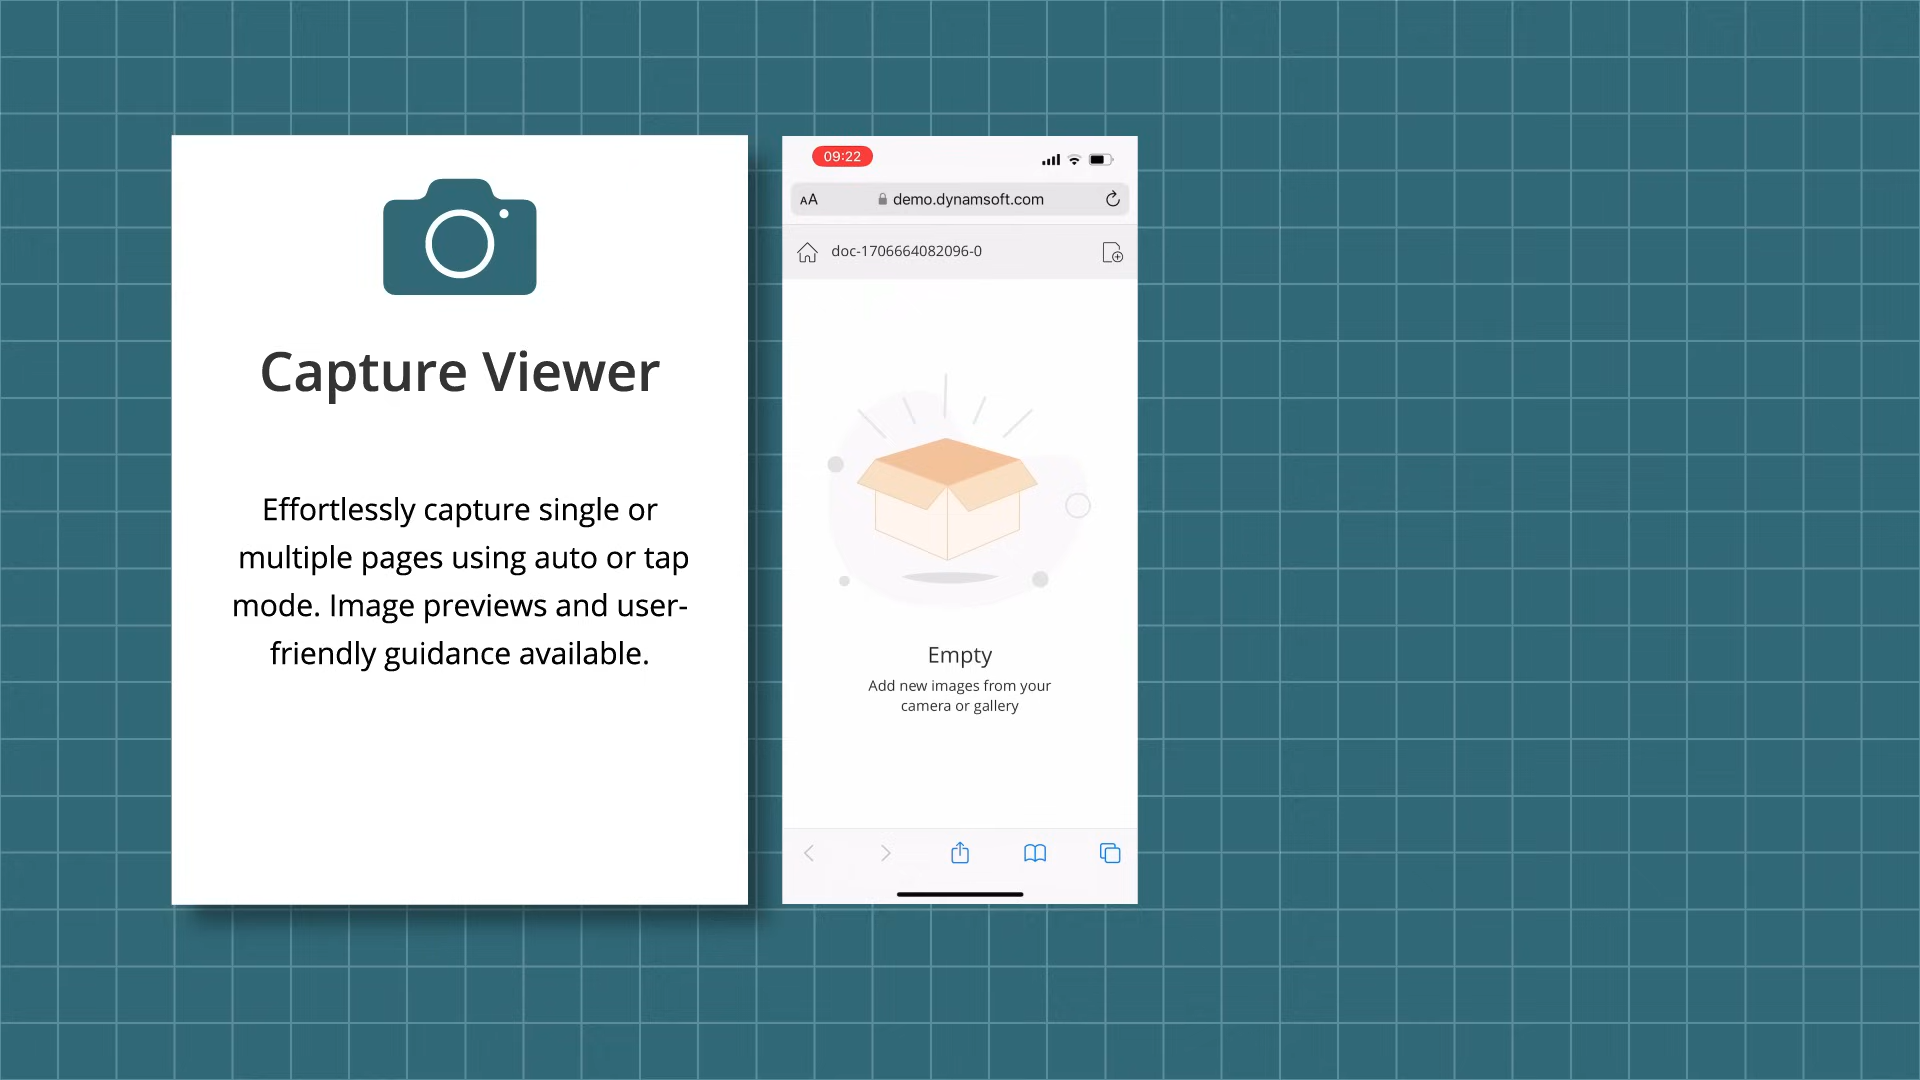 Capture Viewer
Effortlessly capture single or
multiple pages using auto or tap
mode. Image previews and user-
friendly guidance available.
09:22
AA demo.dynamsoft.com
doc-1706664082096-0
Empty
Add new images from your
camera or gallery